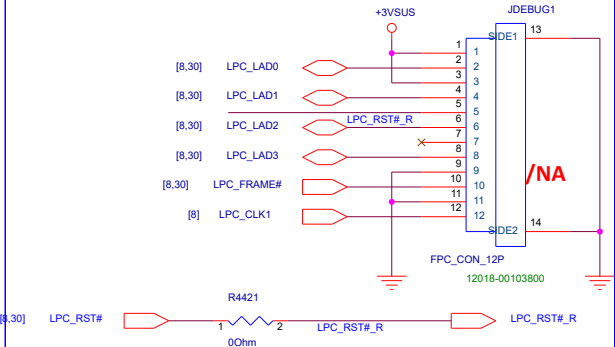 +3VSUS
JDEBUG1
SIDE1 13
1 1
[8,30] LPC_LAD0 2 2
3 3
[8,30] LPC_LAD1 4 4
5 5
[8,30] LPC_LAD2 LPC_RST#_R 6 6
7 7
[8,30] LPC_LAD3 8 8
9 9
/NA
[8,30] LPC_FRAME# 10 10
11 11
[8] LPC_CLK1 12 12
SIDE2 14
FPC_CON_12P
12018-00103800
R4421
8,30] LPC_RST# 1 2 LPC_RST#_R LPC_RST#_R
0Ohm